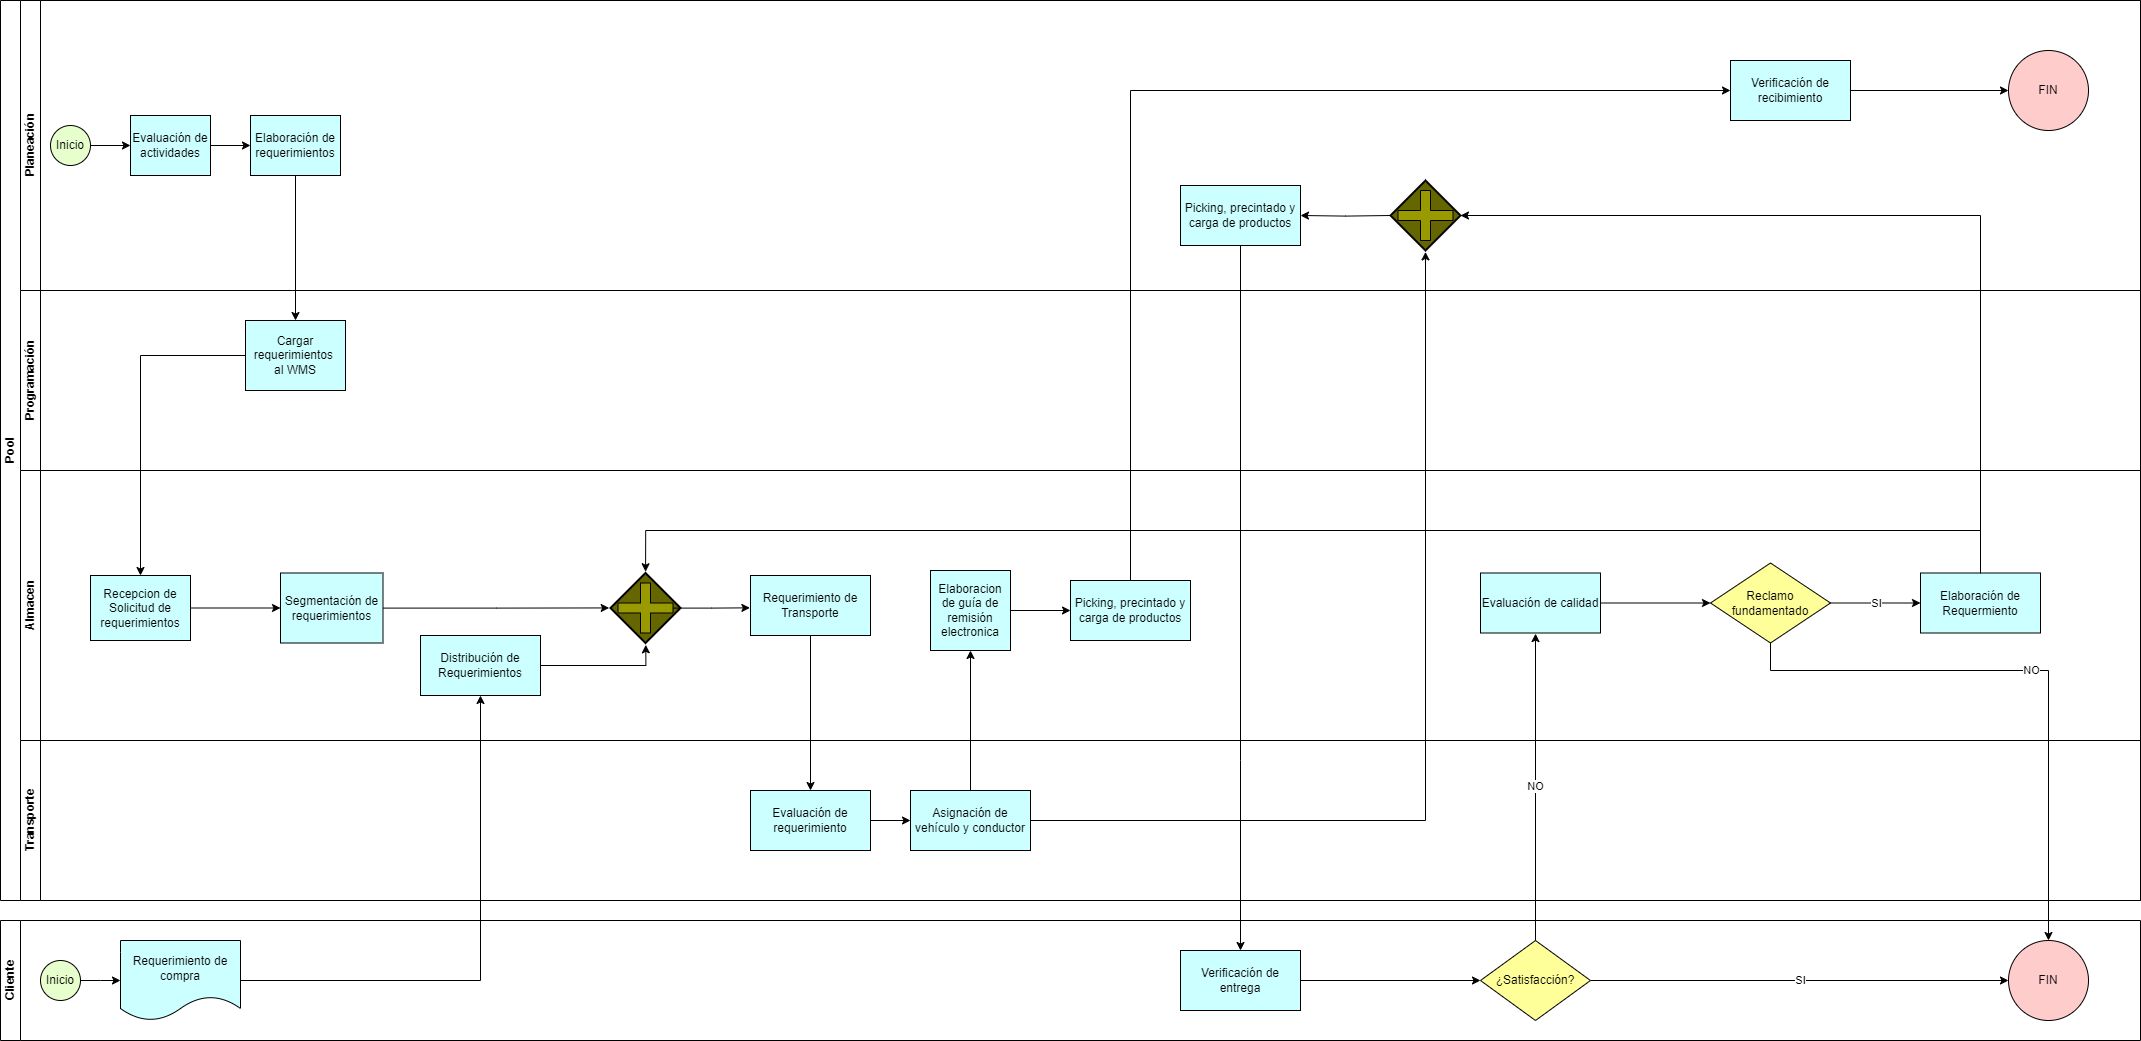 Pool
Planeación
Inicio
Evaluación de
actividades
Elaboración de
requerimientos
Verificación de
recibimiento
FIN
Picking, precintado y
carga de productos
Programación
Cargar
requerimientos
al WMS
Almacen
Recepcion de
Solicitud de
requerimientos
Segmentación de
requerimientos
Distribución de
Requerimientos
Requerimiento de
Transporte
Elaboracion
de guía de
remisión
electronica
Picking, precintado y
carga de productos
Evaluación de calidad
Reclamo
fundamentado
SI
Elaboración de
Requermiento
NO
Transporte
Evaluación de
requerimiento
Asignación de
vehículo y conductor
NO
Cliente
Inicio
Requerimiento de
compra
Verificación de
entrega
¿Satisfacción?
SI
FIN